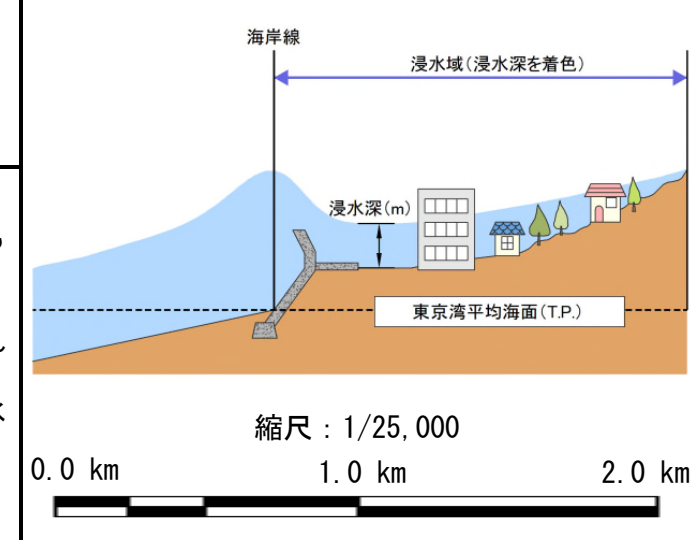 海岸線
浸水域(浸水深を着色)
浸水深(m)
東京湾平均海面(T.P.)
縮尺：1/25,000
0.0 km 1.0 km 2.0 km